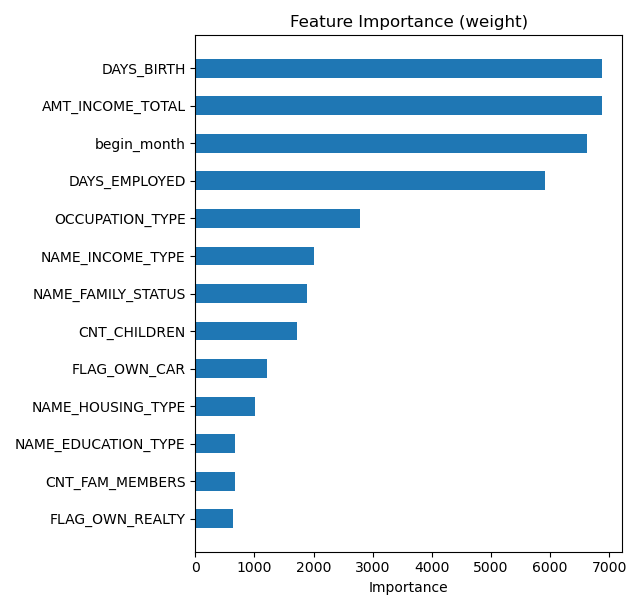 Feature Importance (weight)
DAYS_BIRTH
AMT_INCOME_TOTAL
begin_month
DAYS_EMPLOYED
OCCUPATION_TYPE
NAME_INCOME_TYPE
NAME_FAMILY_STATUS
CNT_CHILDREN
FLAG_OWN_CAR
NAME_HOUSING_TYPE
NAME_EDUCATION_TYPE
CNT_FAM_MEMBERS
FLAG_OWN_REALTY
0 1000 2000 3000 4000 5000 6000 7000
Importance